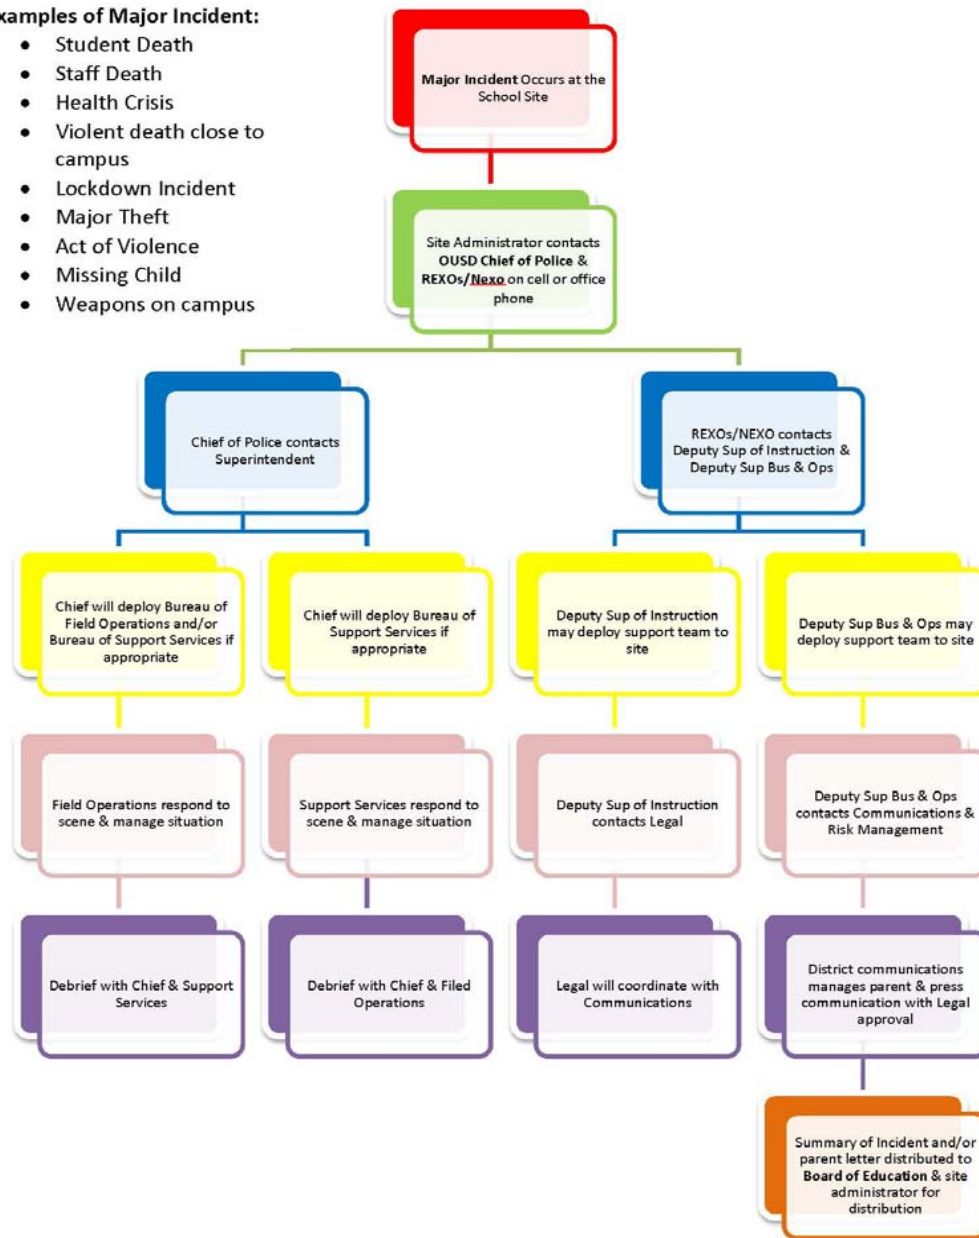 xamples of Major Incident:
• Student Death
• Staff Death
• Health Crisis
• Violent death close to
campus
• Lockdown Incident
• Major Theft
• Act of Violence
• Missing Child
• Weapons on campus
Major Incident Occurs at the
School Site
Site Administrator contacts
OUSD Chief of Police &
REXOs/Nexo on cell or office
phone
Chief of Police contacts
Superintendent
REXOs/NEXO contacts
Deputy Sup of Instruction &
Deputy Sup Bus & Ops
Chief will deploy Bureau of
Field Operations and/or
Bureau of Support Services if
appropriate
Chief will deploy Bureau of
Support Services if
appropriate
Deputy Sup of Instruction
may deploy support team to
site
Deputy Sup Bus & Ops may
deploy support team to site
Field Operations respond to
scene & manage situation
Support Services respond to
scene & manage situation
Deputy Sup of Instruction
contacts Legal
Deputy Sup Bus & Ops
contacts Communications &
Risk Management
Debrief with Chief & Support
Services
Debrief with Chief & Filed
Operations
Legal will coordinate with
Communications
District communications
manages parent & press
communication with Legal
approval
Summary of Incident and/or
parent letter distributed to
Board of Education & site
administrator for
distribution